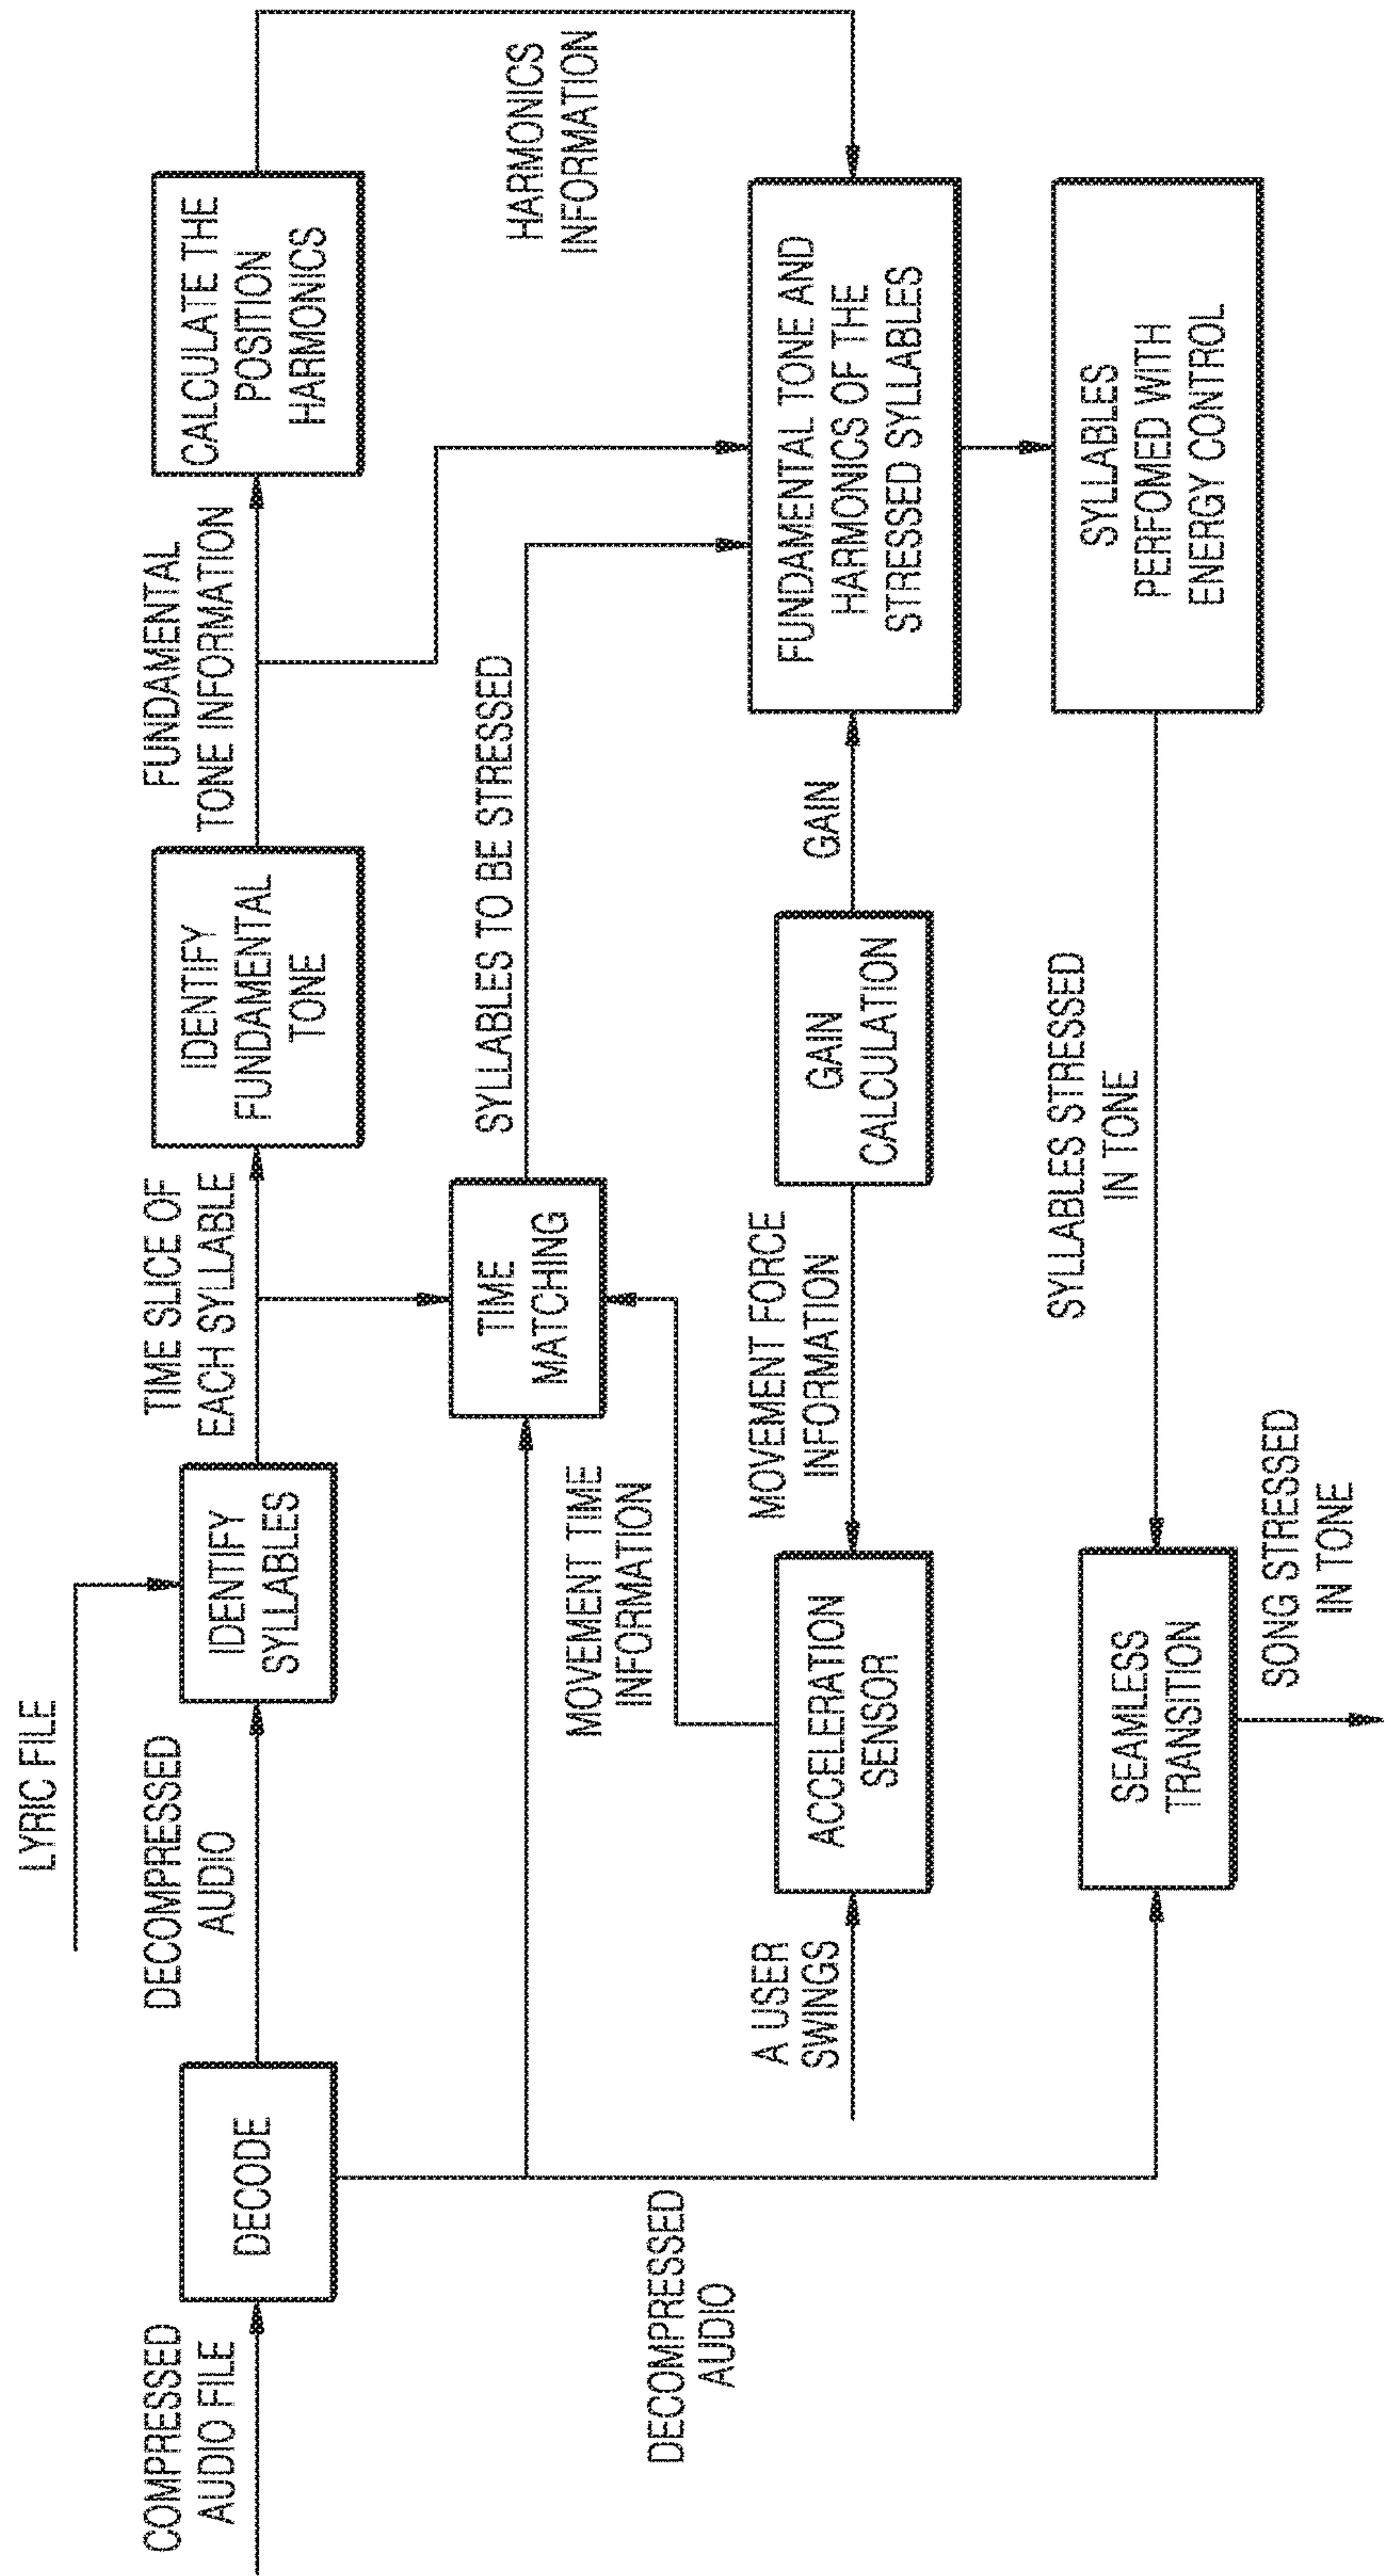 LYRIC FILE
COMPRESSED
AUDIO FILE
DECODE
DECOMPRESSED
AUDIO
IDENTIFY
SYLLABLES
TIME SLICE OF
EACH SYLLABLE
IDENTIFY
FUNDAMENTAL
TONE
FUNDAMENTAL
TONE INFORMATION
CALCULATE THE
POSITION
HARMONICS
HARMONICS
INFORMATION
TIME
MATCHING
SYLLABLES TO BE STRESSED
MOVEMENT TIME
INFORMATION
DECOMPRESSED
AUDIO
A USER
SWINGS
ACCELERATION
SENSOR
MOVEMENT FORCE
INFORMATION
GAIN
CALCULATION
GAIN
FUNDAMENTAL TONE AND
HARMONICS OF THE
STRESSED SYLLABLES
SYLLABLES
PERFOMED WITH
ENERGY CONTROL
SYLLABLES STRESSED
IN TONE
SEAMLESS
TRANSITION
SONG STRESSED
IN TONE